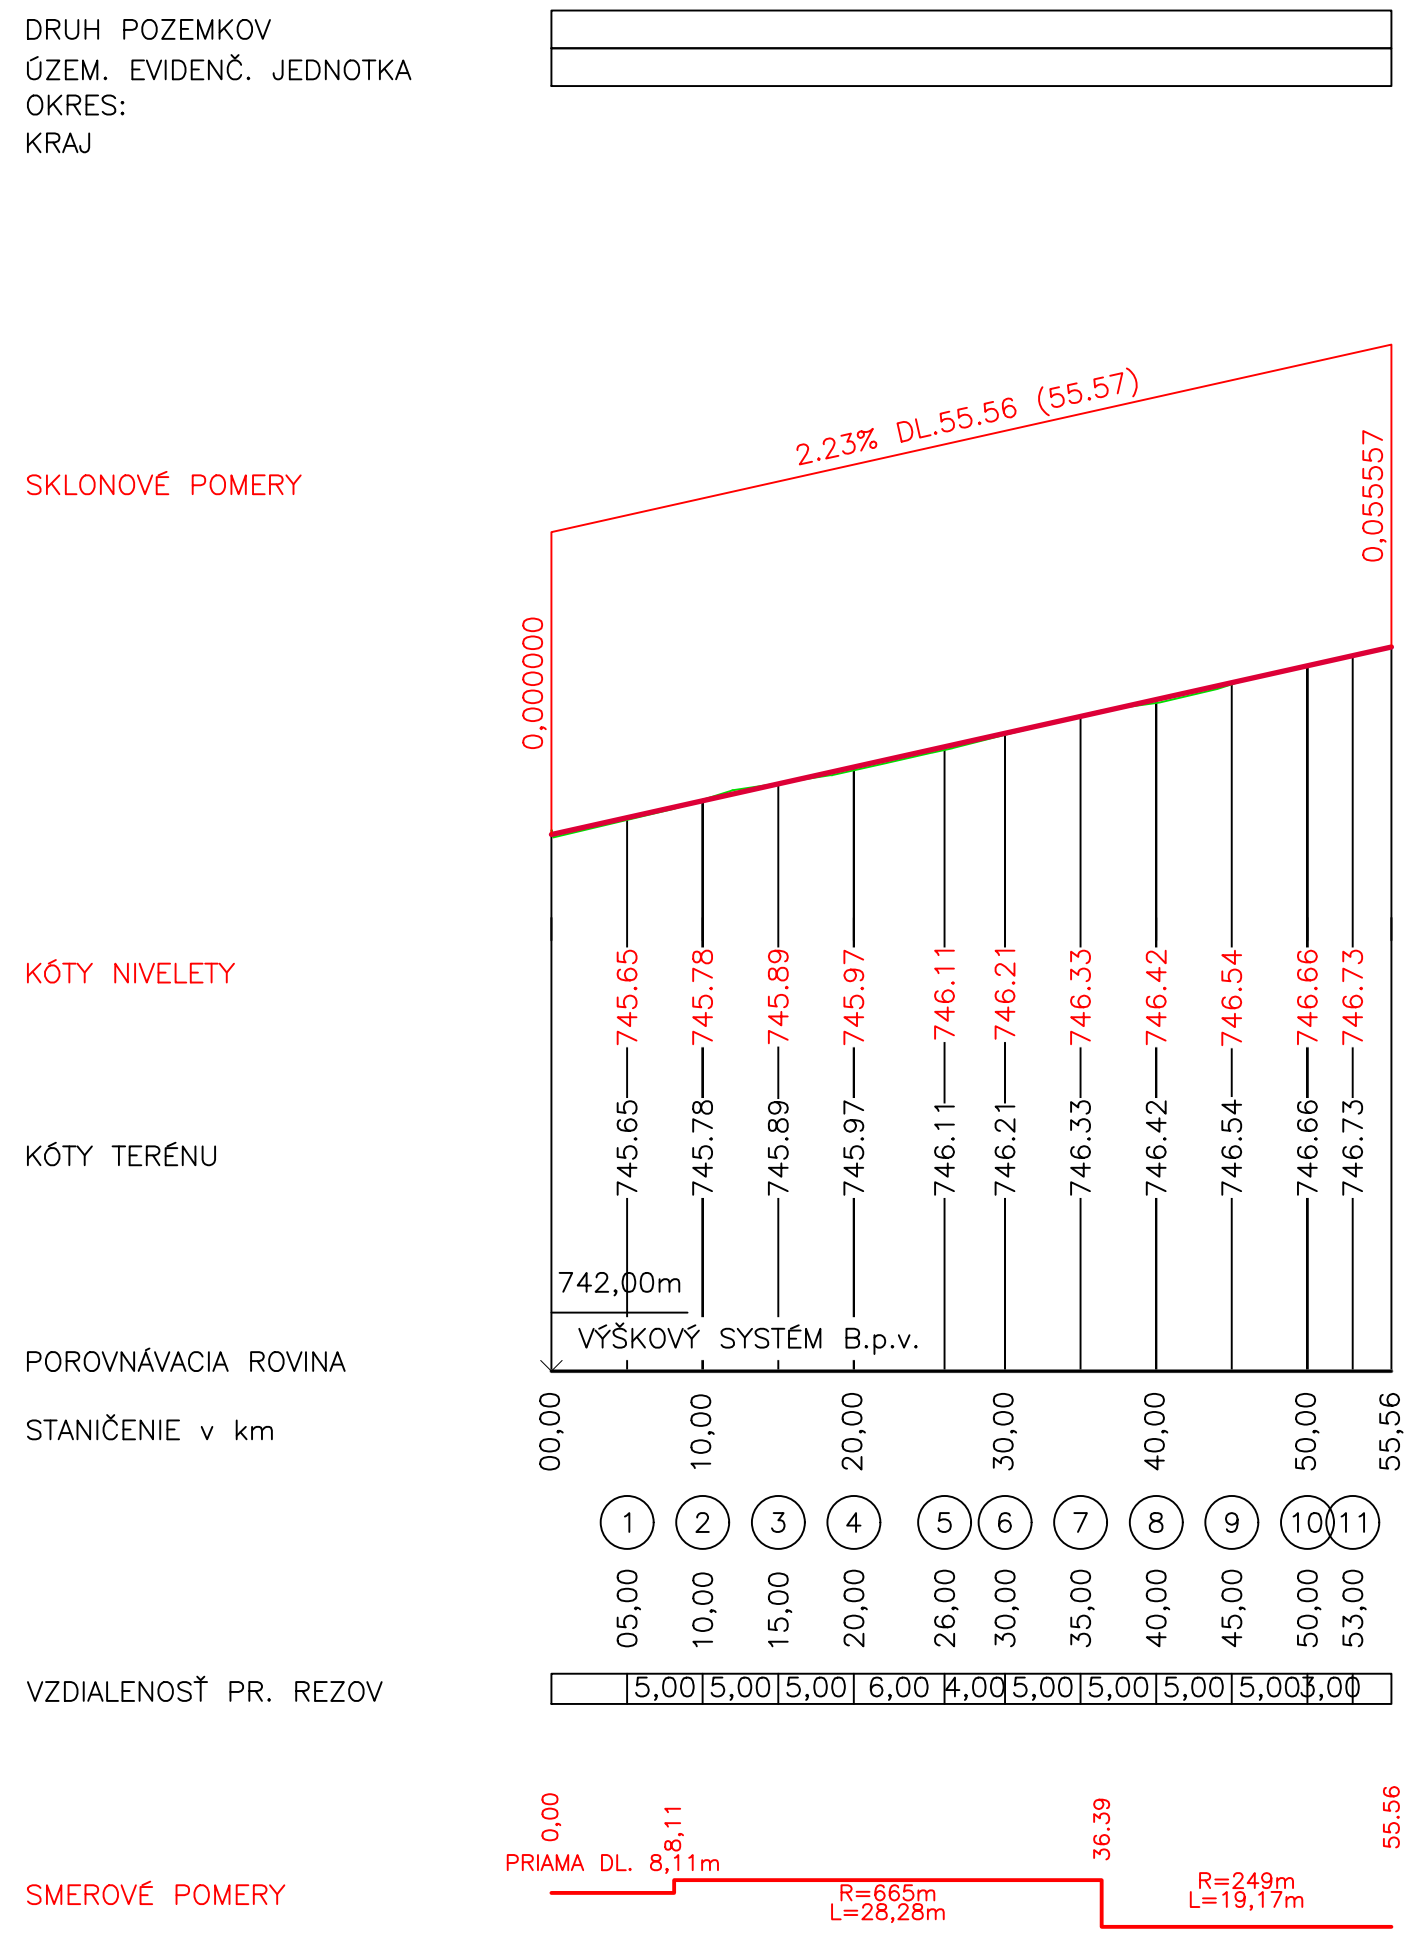 DRUH POZEMKOV
ÚZEM. EVIDENČ. JEDNOTKA
OKRES:
KRAJ
2.23% DL.55.56 (55.57)
0,055557
SKLONOVÉ POMERY
0,000000
KÓTY NIVELETY
745.65 745.78 745.89 745.97 746.11 746.21 746.33 746.42 746.54 746.66 746.73
KÓTY TERÉNU
745.65 745.78 745.89 745.97 746.11 746.21 746.33 746.42 746.54 746.66 746.73
742,00m
VÝŠKOVÝ SYSTÉM B.p.v.
POROVNÁVACIA ROVINA
STANIČENIE v km
00,00 10,00 20,00 30,00 40,00 50,00 55,56
1 2 3 4 5 6 7 8 9 10 11
05,00 10,00 15,00 20,00 26,00 30,00 35,00 40,00 45,00 50,00 53,00
VZDIALENOSŤ PR. REZOV
5,00 5,00 5,00 6,00 4,00 5,00 5,00 5,00 5,00 3,00
0,00 8,11 36.39 55.56
PRIAMA DL. 8,11m
SMEROVÉ POMERY
R=665m
L=28,28m
R=249m
L=19,17m